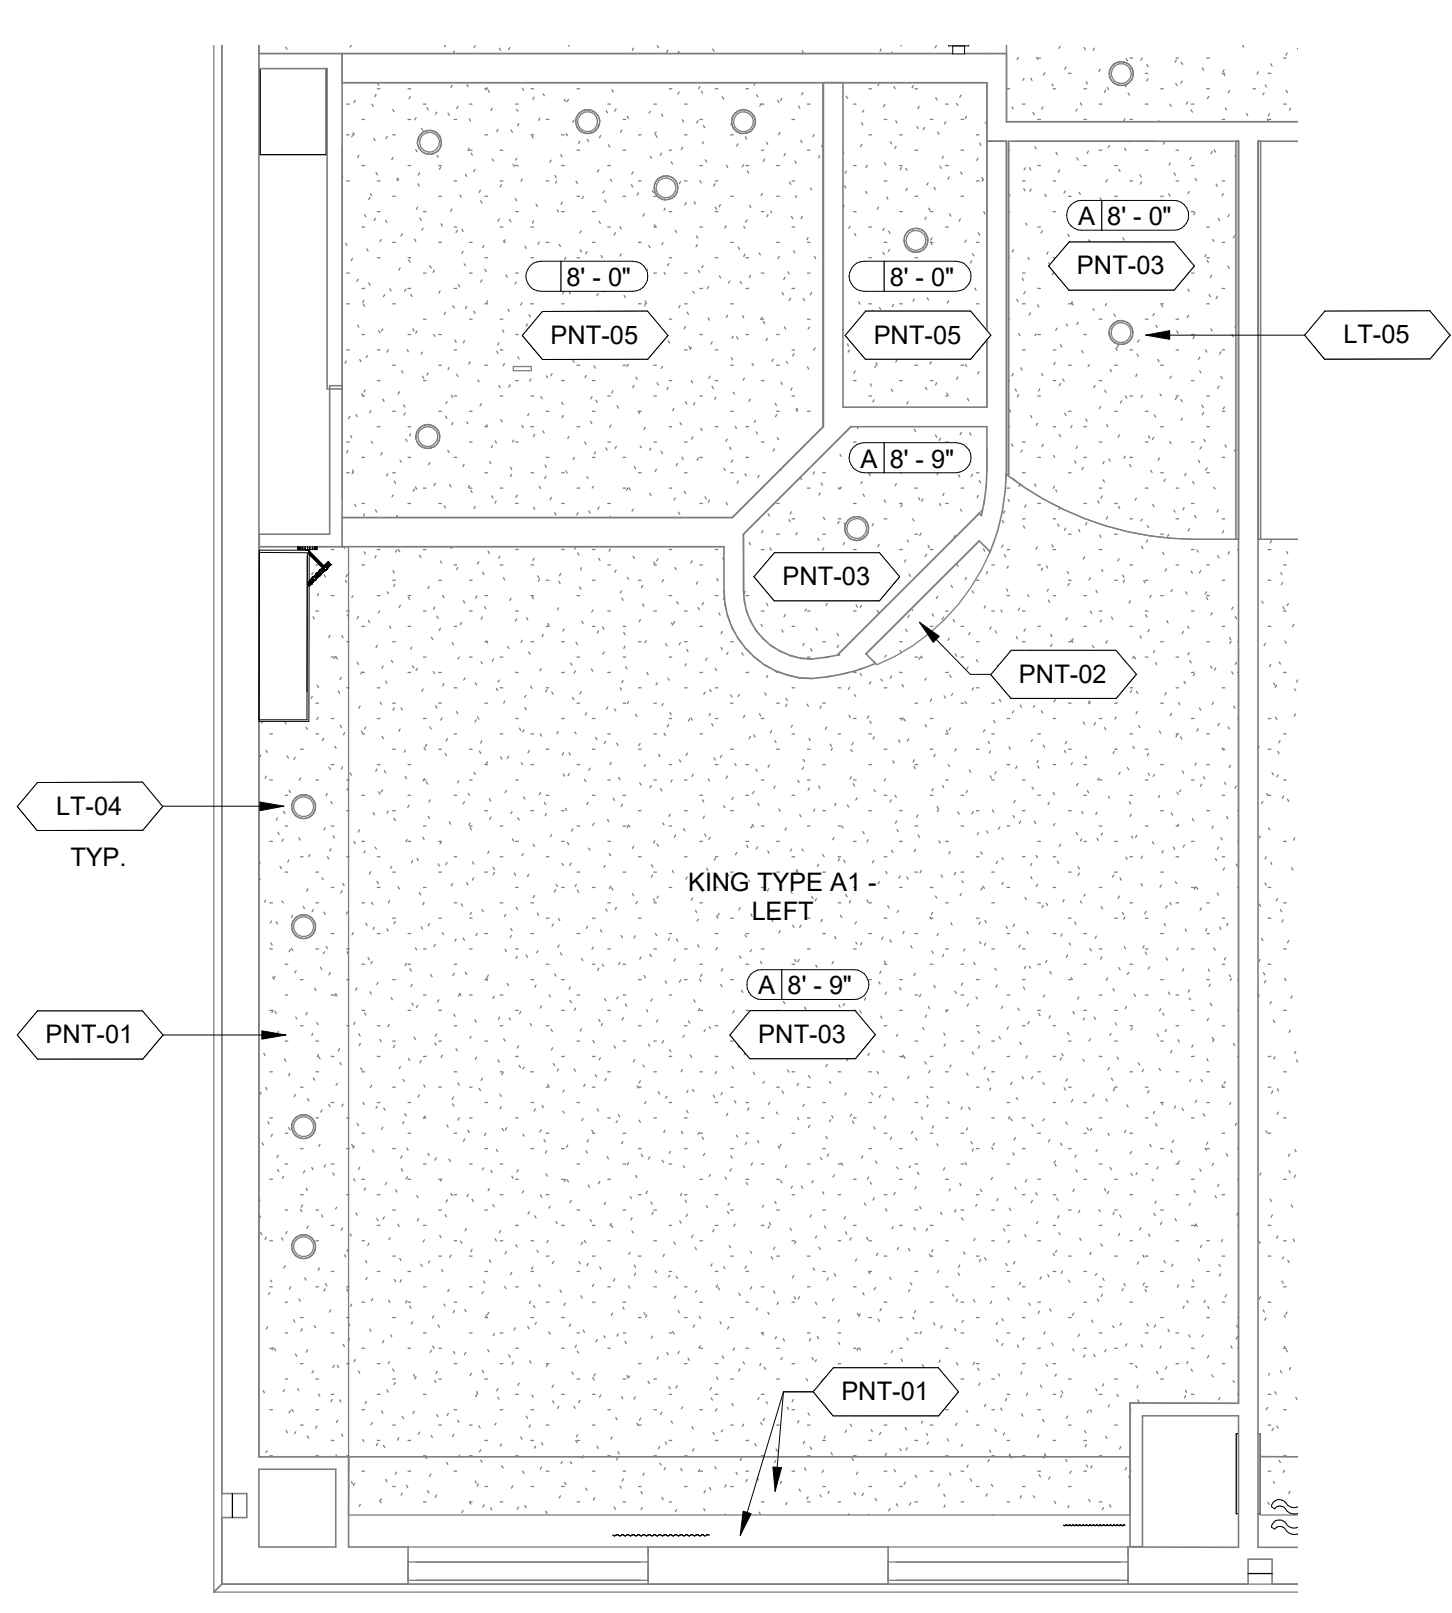 A 8' - 0"
PNT-03
8' - 0"
8' - 0"
PNT-05
PNT-05
LT-05
A 8' - 9"
PNT-03
PNT-02
LT-04
TYP.
KING TYPE A1 -
LEFT
A 8' - 9"
PNT-01
PNT-03
PNT-01